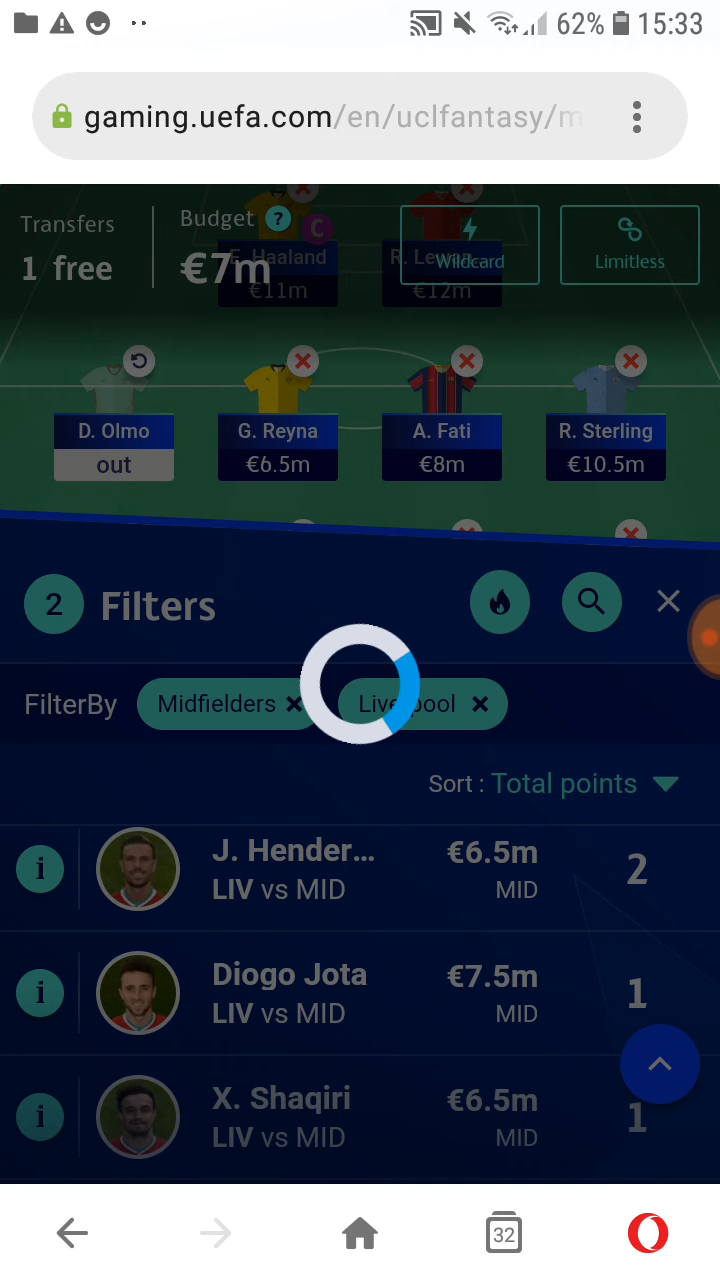 62% 15:33
gaming.uefa.com/en/uclfantasy/m
Transfers
1 free
Budget ?
€7m
Wildcard
Limitless
C
E. Haaland
€11m
R. Lewan
€12m
D. Olmo
out
G. Reyna
€6.5m
A. Fati
€8m
R. Sterling
€10.5m
2 Filters
FilterBy Midfielders Liverpool
Sort : Total points
i J. Hender... €6.5m 2
LIV vs MID MID
i Diogo Jota €7.5m 1
LIV vs MID MID
i X. Shaqiri €6.5m 1
LIV vs MID MID
32